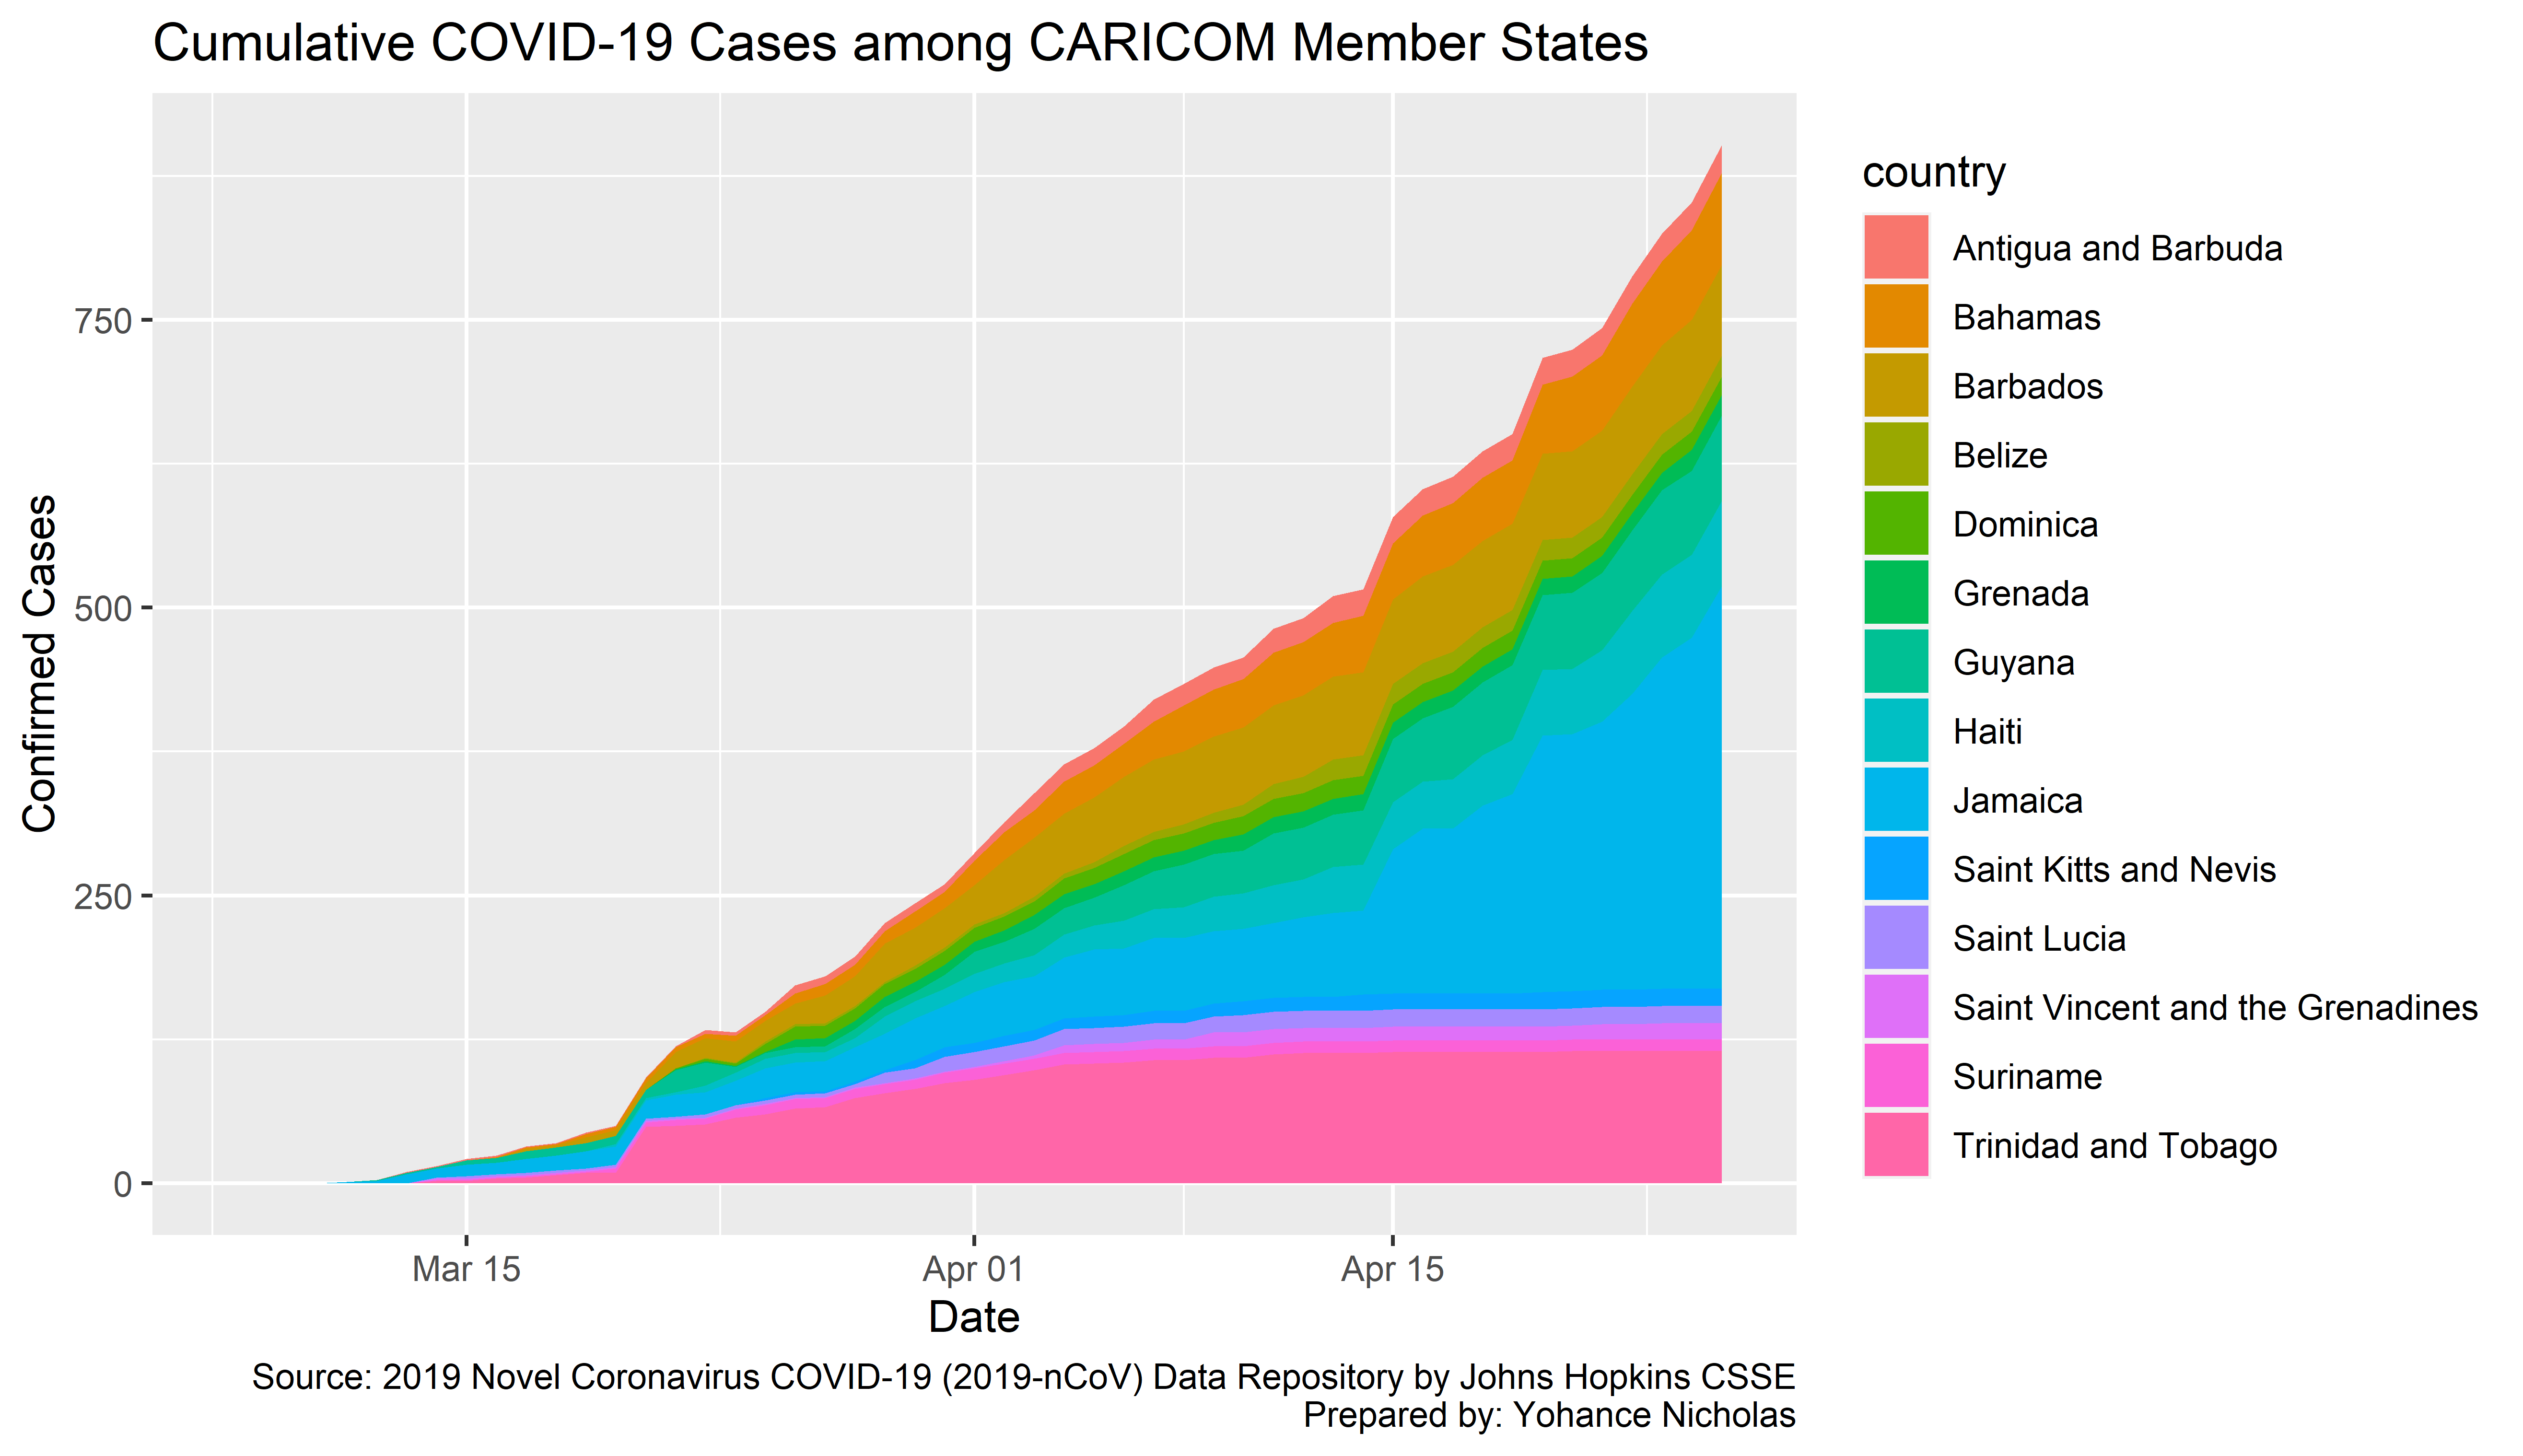 Cumulative COVID-19 Cases among CARICOM Member States
Confirmed Cases
750
500
250
0
Mar 15 Apr 01 Apr 15
Date
country
Antigua and Barbuda
Bahamas
Barbados
Belize
Dominica
Grenada
Guyana
Haiti
Jamaica
Saint Kitts and Nevis
Saint Lucia
Saint Vincent and the Grenadines
Suriname
Trinidad and Tobago
Source: 2019 Novel Coronavirus COVID-19 (2019-nCoV) Data Repository by Johns Hopkins CSSE
Prepared by: Yohance Nicholas